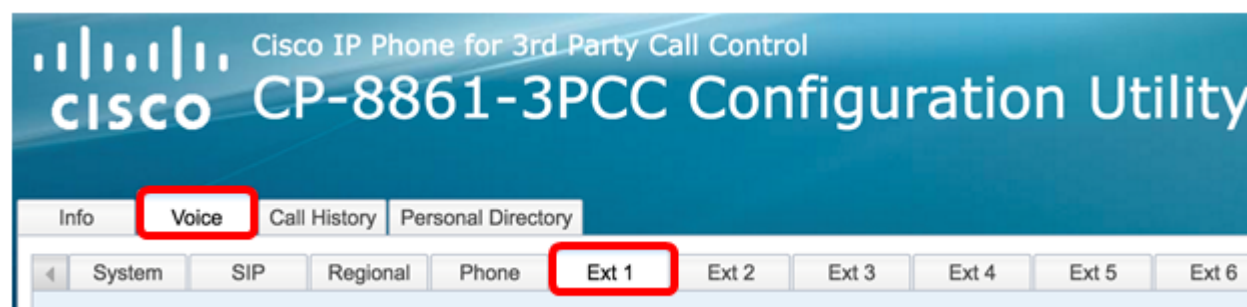 Cisco IP Phone for 3rd Party Call Control
CISCO CP-8861-3PCC Configuration Utility
Info Voice Call History Personal Directory
System SIP Regional Phone Ext 1 Ext 2 Ext 3 Ext 4 Ext 5 Ext 6